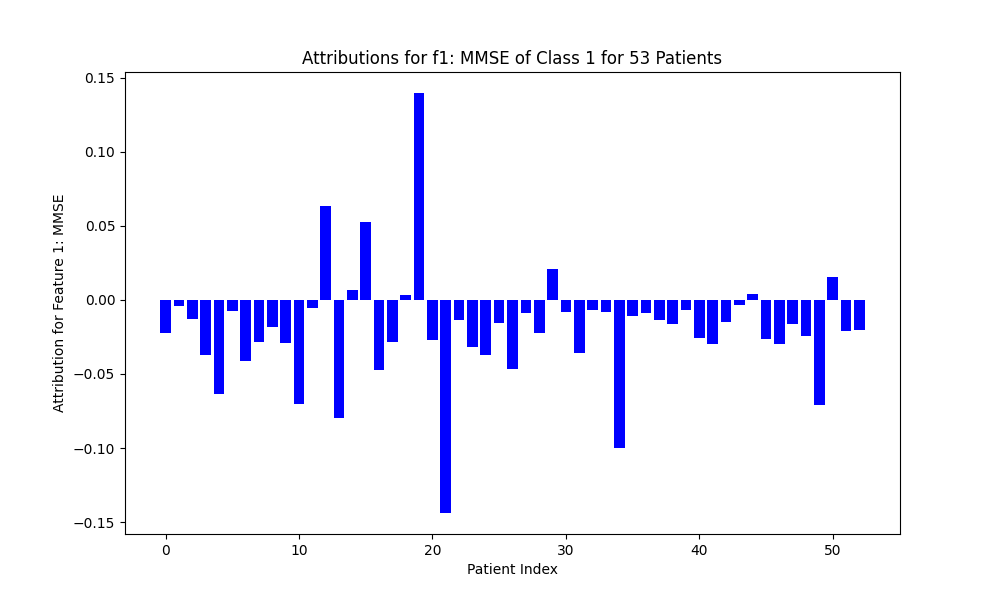 Attributions for f1: MMSE of Class 1 for 53 Patients
0.15
0.10
0.05
0.00
−0.05
−0.10
−0.15
Attribution for Feature 1: MMSE
0 10 20 30 40 50
Patient Index